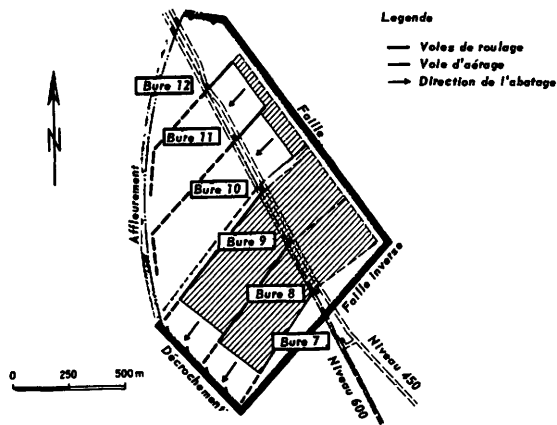 Legende
Voies de roulage
Voie d'aérage
Direction de l'abatage
N
Bure 12
Bure 11
Bure 10
Bure 9
Bure 8
Bure 7
Faille
Affleurement
Faille inverse
Décrochement
Niveau 450
Niveau 600
0 250 500 m